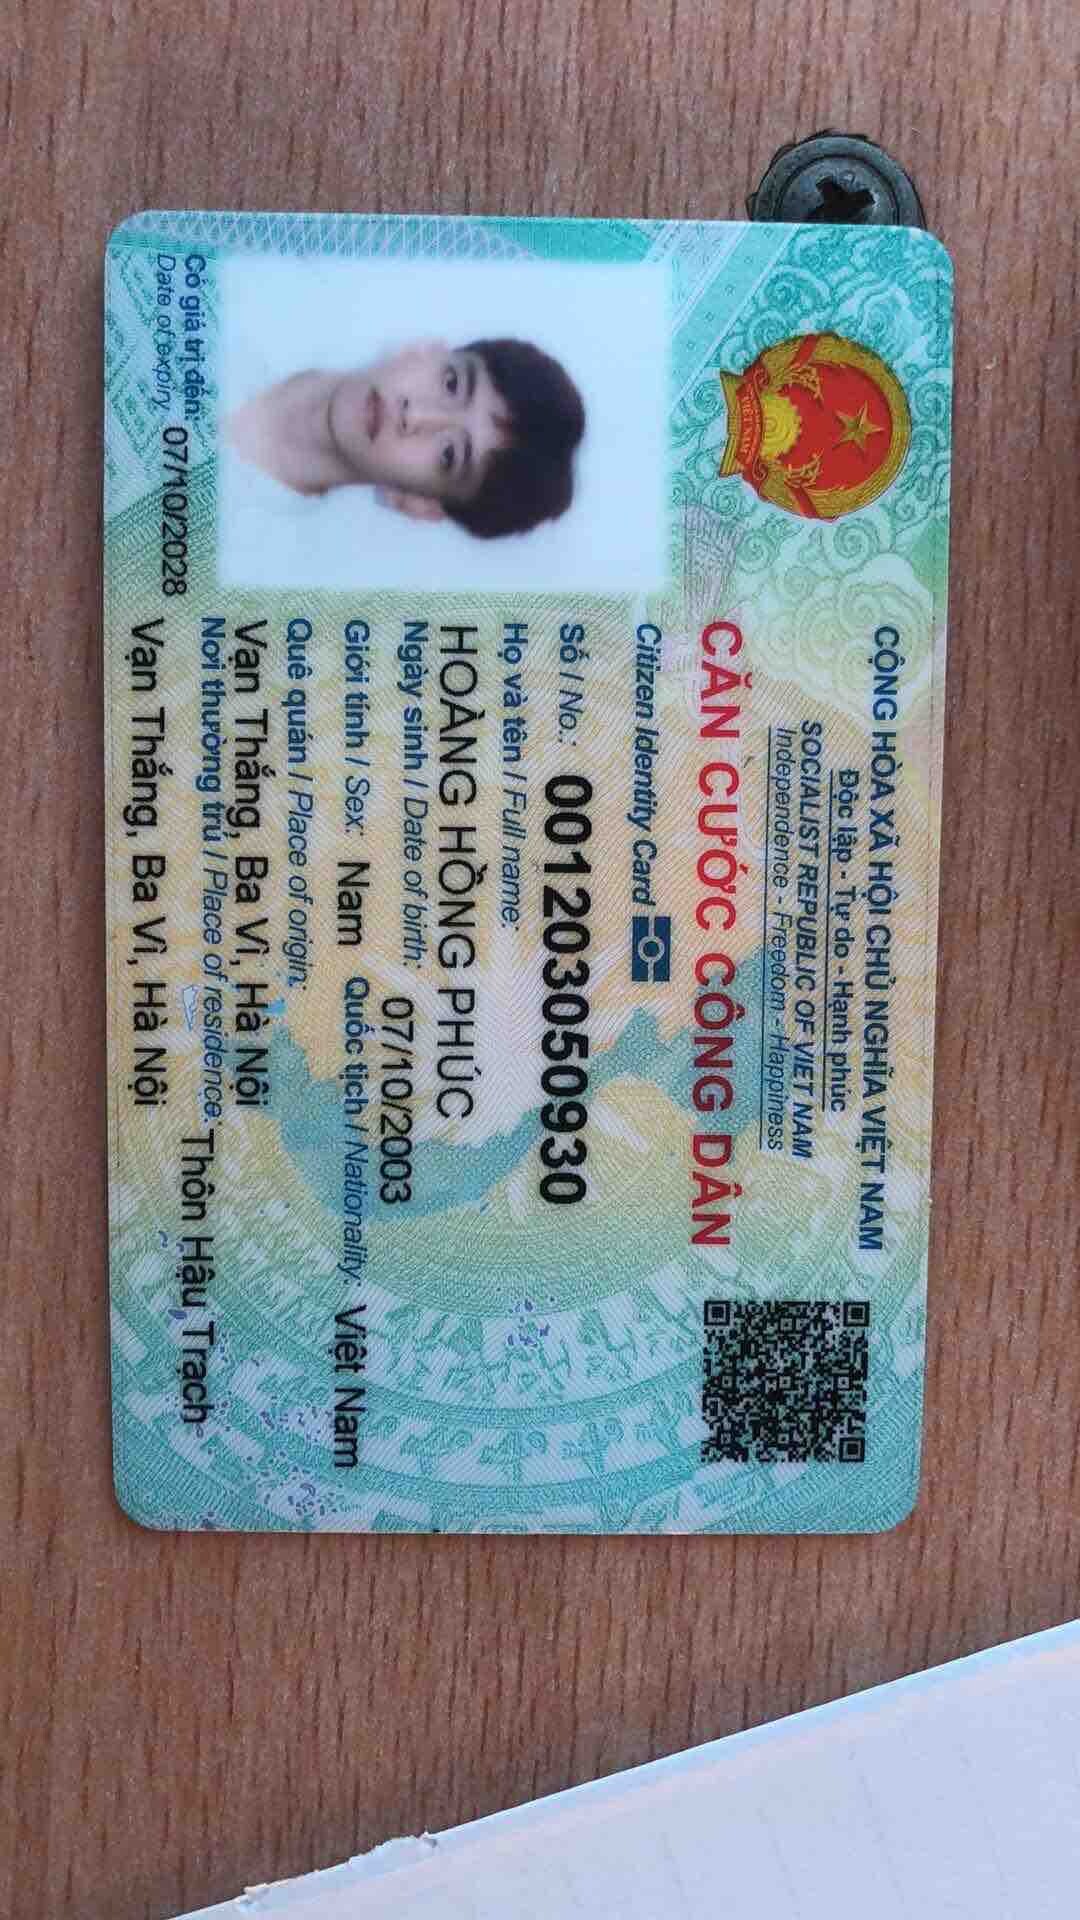 CỘNG HÒA XÃ HỘI CHỦ NGHĨA VIỆT NAM
Độc lập - Tự do - Hạnh phúc
SOCIALIST REPUBLIC OF VIET NAM
Independence - Freedom - Happiness
CĂN CƯỚC CÔNG DÂN
Citizen Identity Card
Số / No.: 001203050930
Họ và tên / Full name:
HOÀNG HỒNG PHÚC
Ngày sinh / Date of birth: 07/10/2003
Giới tính / Sex: Nam Quốc tịch / Nationality: Việt Nam
Quê quán / Place of origin:
Vạn Thắng, Ba Vì, Hà Nội
Nơi thường trú / Place of residence: Thôn Hậu Trạch
Vạn Thắng, Ba Vì, Hà Nội
Có giá trị đến: 07/10/2028
Date of expiry
VIỆT NAM